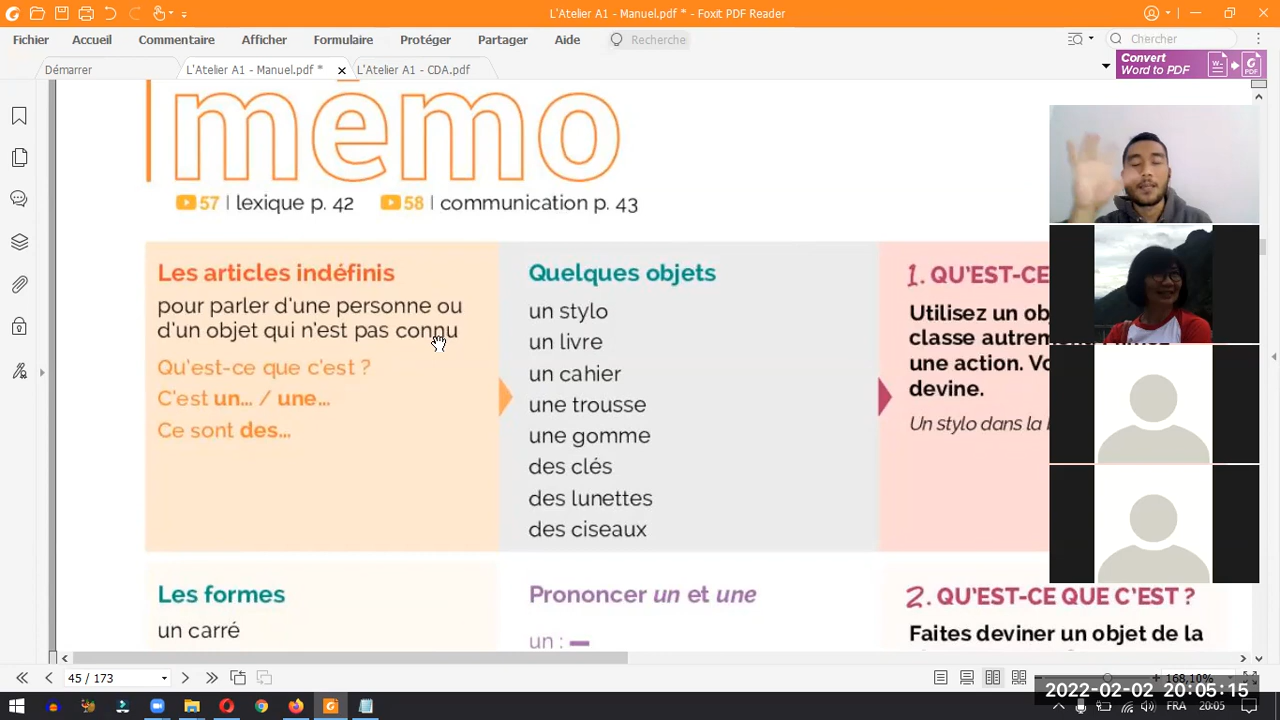 L'Atelier A1 - Manuel.pdf * - Foxit PDF Reader
Fichier Accueil Commentaire Afficher Formulaire Protéger Partager Aide Recherche Chercher
Démarrer L'Atelier A1 - Manuel.pdf * L'Atelier A1 - CDA.pdf
Convert
Word to PDF
mémo
57 | lexique p. 42 58 | communication p. 43
Les articles indéfinis
pour parler d'une personne ou
d'un objet qui n'est pas connu
Qu'est-ce que c'est ?
C'est un... / une...
Ce sont des...
Quelques objets
un stylo
un livre
un cahier
une trousse
une gomme
des clés
des lunettes
des ciseaux
1. QU'EST-CE
Utilisez un
classe
une action.
devine.
Un stylo dans la
Les formes
un carré
Prononcer un et une
un :
2. QU'EST-CE QUE C'EST ?
Faites deviner un objet de la
45 / 173
168,10%
2022-02-02 20:05:15
FRA 20:05